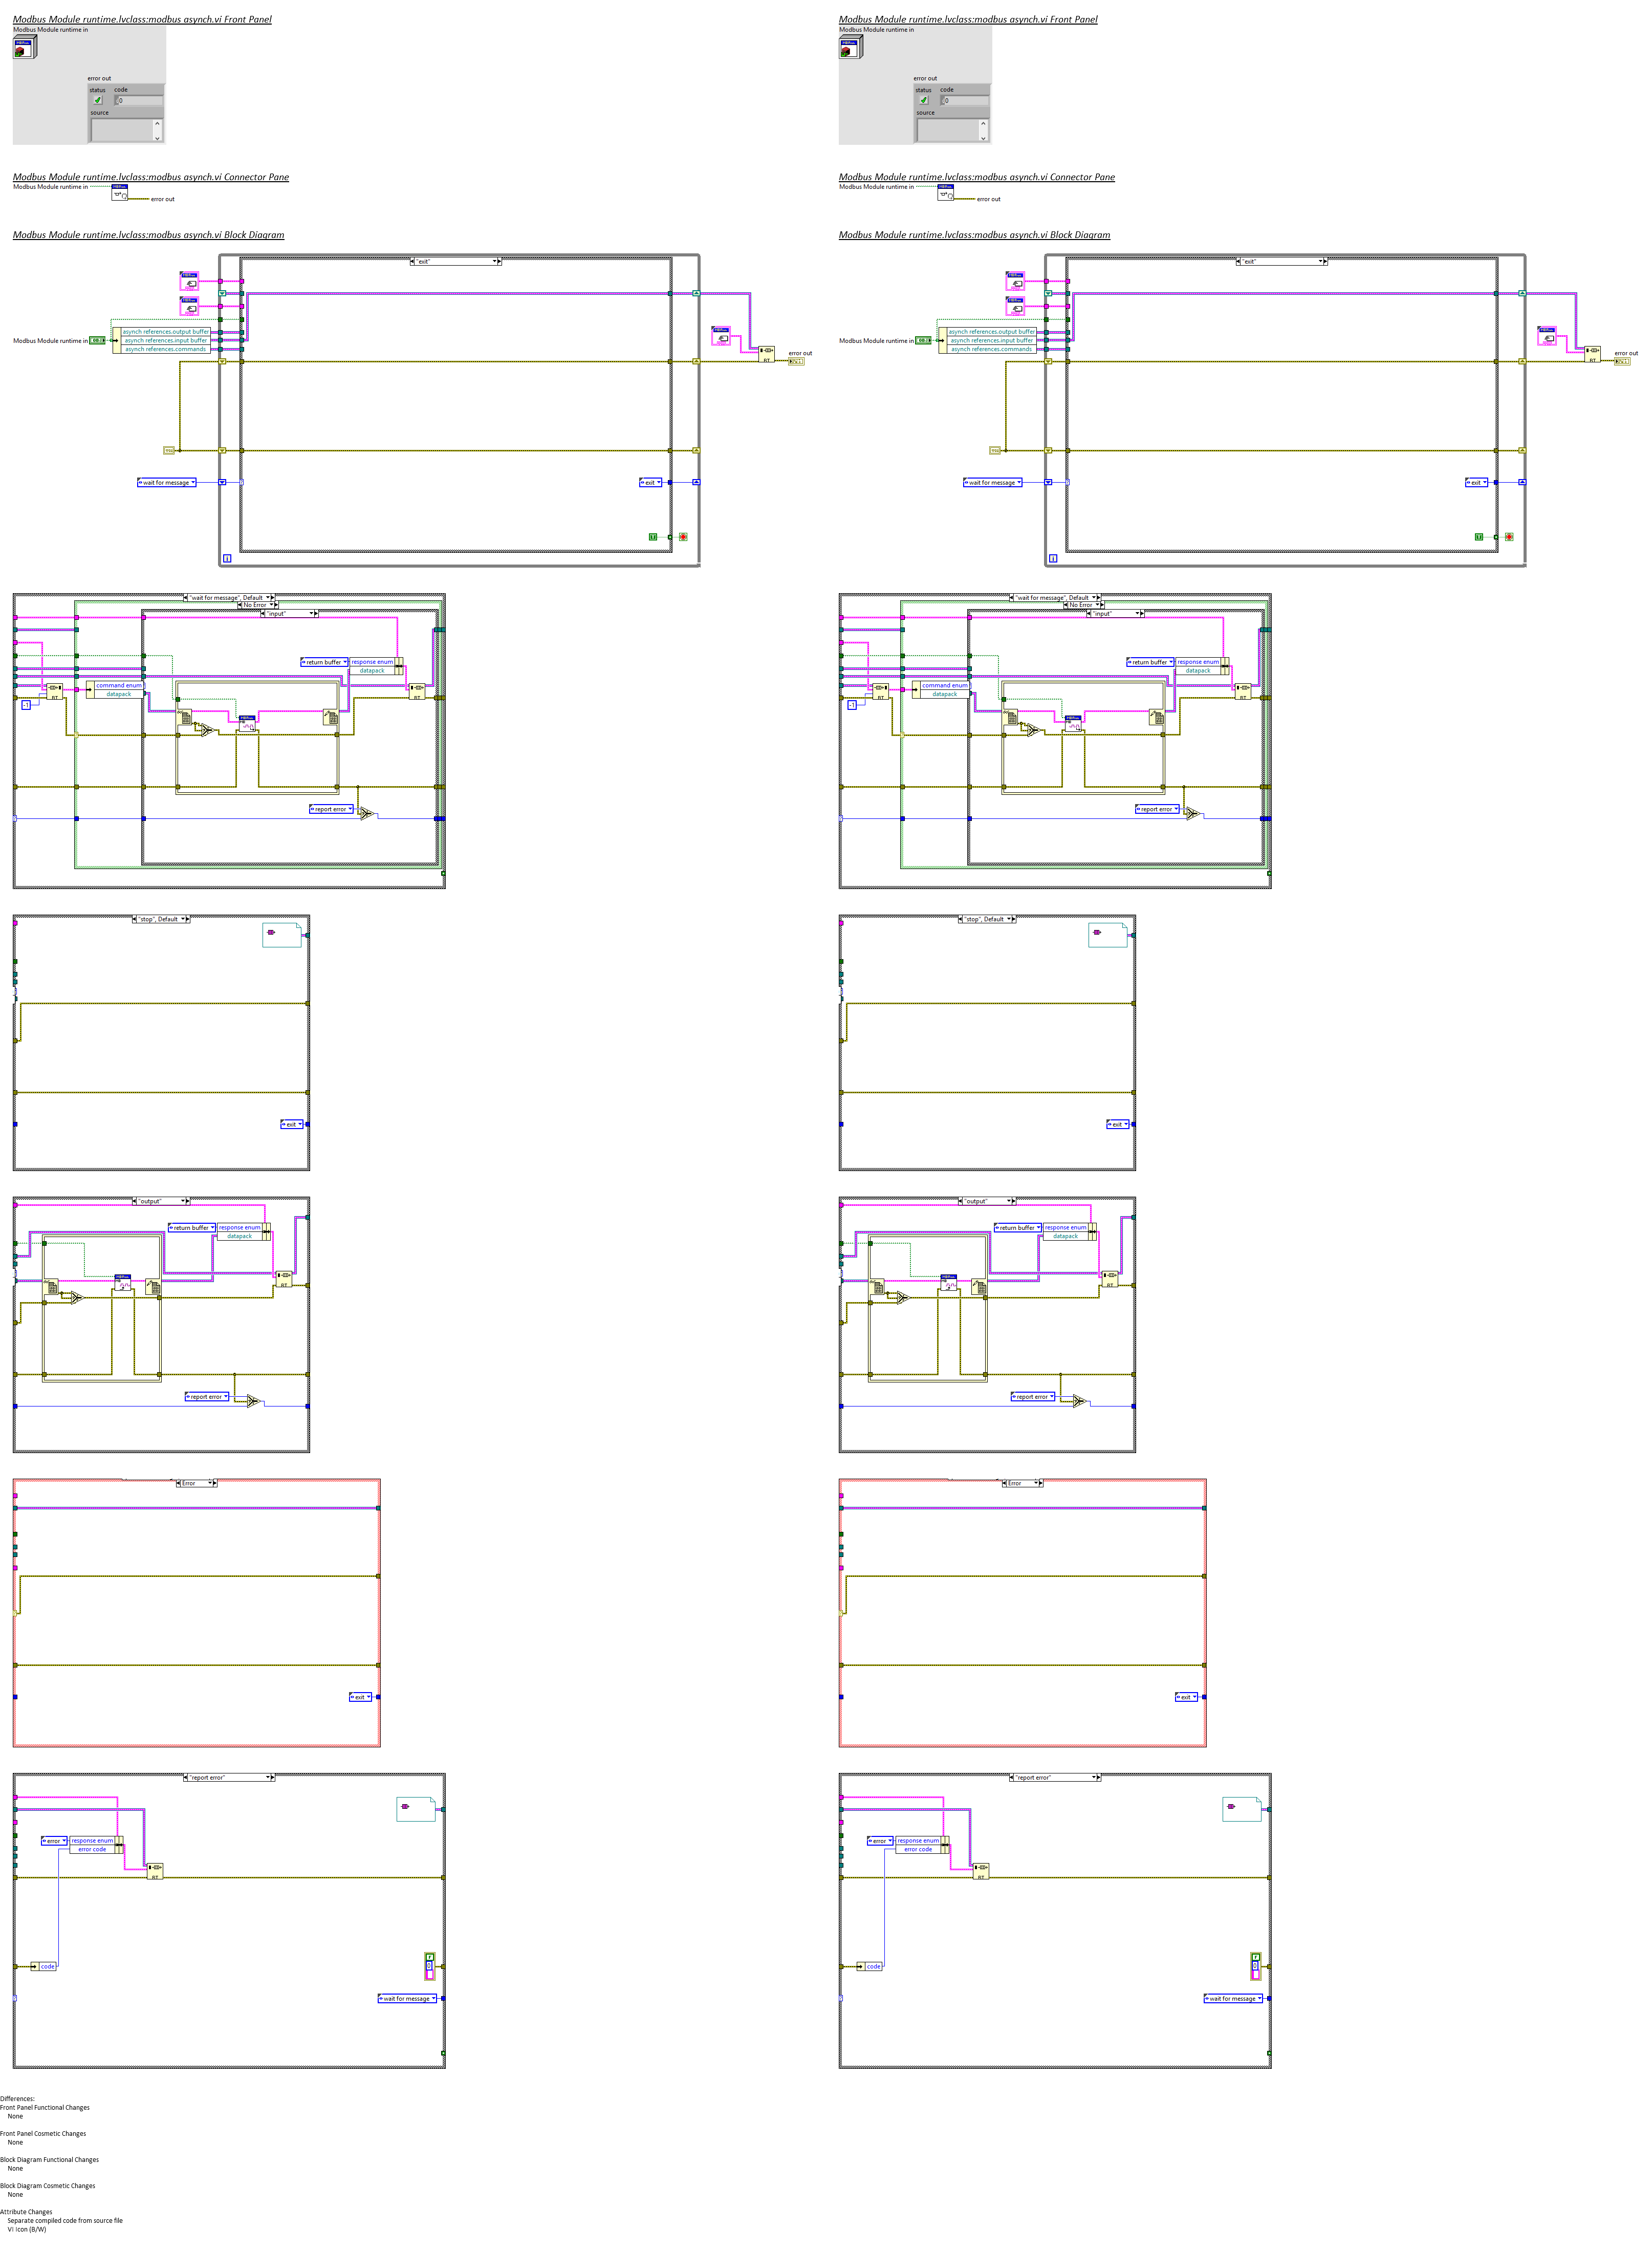 Modbus Module runtime.lvclass:modbus asynch.vi Front Panel
Modbus Module runtime in
error out
status code
0
source
Modbus Module runtime.lvclass:modbus asynch.vi Connector Pane
Modbus Module runtime in
error out
Modbus Module runtime.lvclass:modbus asynch.vi Block Diagram
"exit"
asynch references.output buffer
asynch references.input buffer
asynch references.commands
Modbus Module runtime in
error out
wait for message
exit
i
"wait for message", Default
No Error
"input"
return buffer
response enum
datapack
command enum
datapack
RT
RT
-1
report error
"stop", Default
exit
"output"
return buffer
response enum
datapack
RT
report error
Error
exit
"report error"
error
response enum
error code
RT
code
F
0
wait for message
Modbus Module runtime.lvclass:modbus asynch.vi Front Panel
Modbus Module runtime in
error out
status code
0
source
Modbus Module runtime.lvclass:modbus asynch.vi Connector Pane
Modbus Module runtime in
error out
Modbus Module runtime.lvclass:modbus asynch.vi Block Diagram
"exit"
asynch references.output buffer
asynch references.input buffer
asynch references.commands
Modbus Module runtime in
error out
wait for message
exit
i
"wait for message", Default
No Error
"input"
return buffer
response enum
datapack
command enum
datapack
RT
RT
-1
report error
"stop", Default
exit
"output"
return buffer
response enum
datapack
RT
report error
Error
exit
"report error"
error
response enum
error code
RT
code
F
0
wait for message
Differences:
Front Panel Functional Changes
None
Front Panel Cosmetic Changes
None
Block Diagram Functional Changes
None
Block Diagram Cosmetic Changes
None
Attribute Changes
Separate compiled code from source file
VI Icon (B/W)